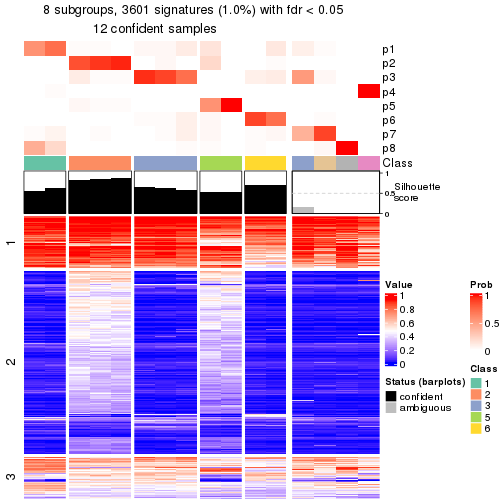 8 subgroups, 3601 signatures (1.0%) with fdr < 0.05
12 confident samples
p1
p2
p3
p4
p5
p6
p7
p8
Class
1
0.5
0
Silhouette
score
1
2
3
Value
1
0.8
0.6
0.4
0.2
0
Status (barplots)
confident
ambiguous
Prob
1
0.5
0
Class
1
2
3
5
6